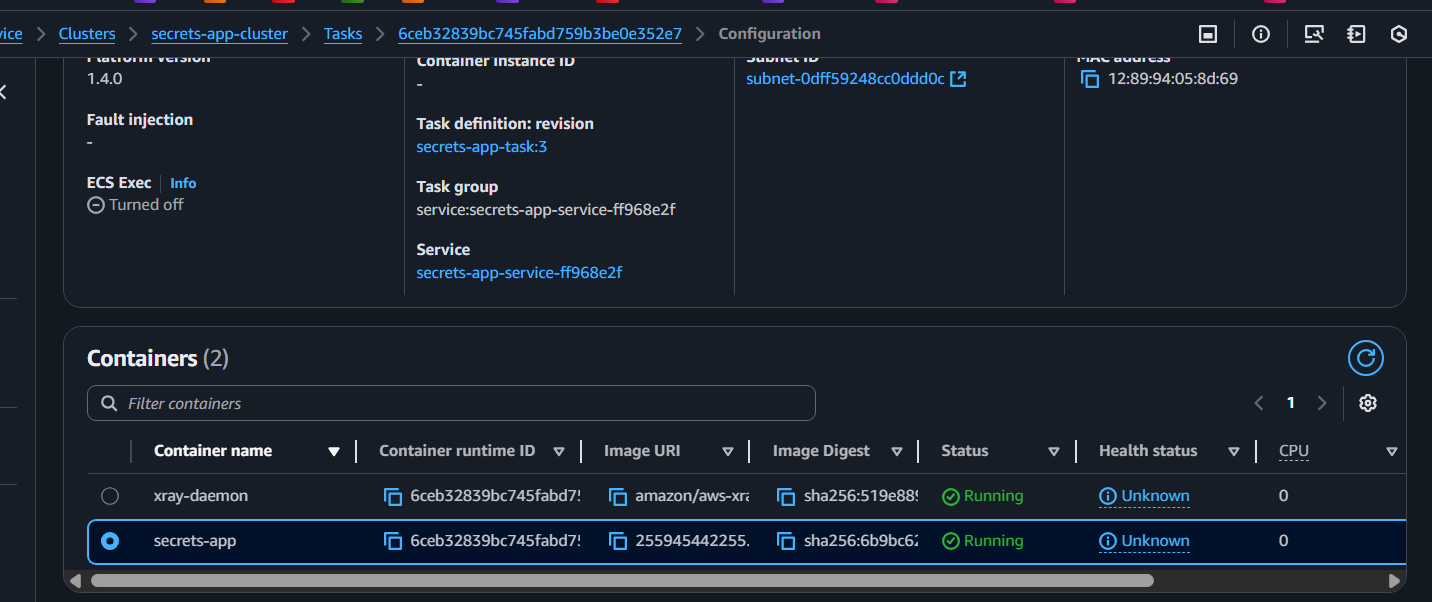 vice > Clusters > secrets-app-cluster > Tasks > 6ceb32839bc745fabd759b3be0e352e7 > Configuration
Platform version
1.4.0
Fault injection
-
ECS Exec | Info
Turned off
Container instance ID
-
Task definition: revision
secrets-app-task:3
Task group
service:secrets-app-service-ff968e2f
Service
secrets-app-service-ff968e2f
Subnet ID
subnet-0dff59248cc0ddd0c
MAC address
12:89:94:05:8d:69
Containers (2)
Filter containers
1
Container name Container runtime ID Image URI Image Digest Status Health status CPU
xray-daemon 6ceb32839bc745fabd75 amazon/aws-xra sha256:519e889 Running Unknown 0
secrets-app 6ceb32839bc745fabd75 255945442255. sha256:6b9bc62 Running Unknown 0